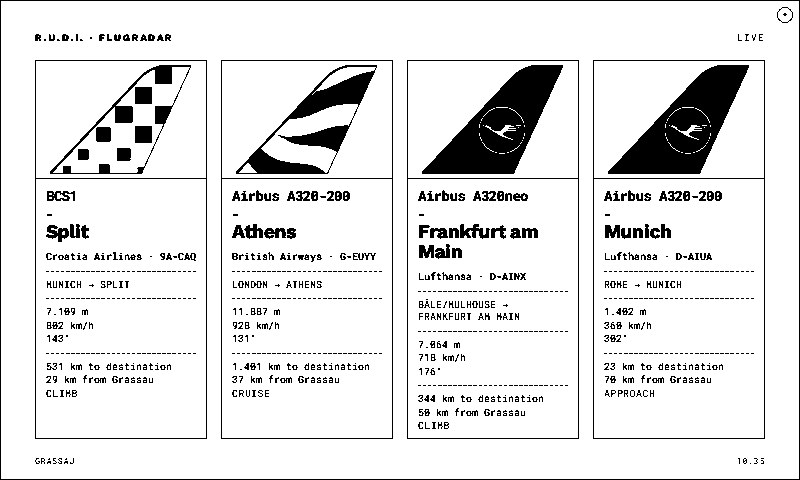 R.U.D.I. · FLUGRADAR
LIVE
BCS1
–
Split
Croatia Airlines · 9A-CAQ
MUNICH → SPLIT
7.109 m
802 km/h
143°
531 km to destination
29 km from Grassau
CLIMB
Airbus A320-200
–
Athens
British Airways · G-EUYY
LONDON → ATHENS
11.887 m
928 km/h
131°
1.401 km to destination
37 km from Grassau
CRUISE
Airbus A320neo
–
Frankfurt am
Main
Lufthansa · D-AINX
BÂLE/MULHOUSE →
FRANKFURT AM MAIN
7.064 m
718 km/h
176°
344 km to destination
50 km from Grassau
CLIMB
Airbus A320-200
–
Munich
Lufthansa · D-AIUA
ROME → MUNICH
1.402 m
360 km/h
302°
23 km to destination
70 km from Grassau
APPROACH
GRASSAU
10.35